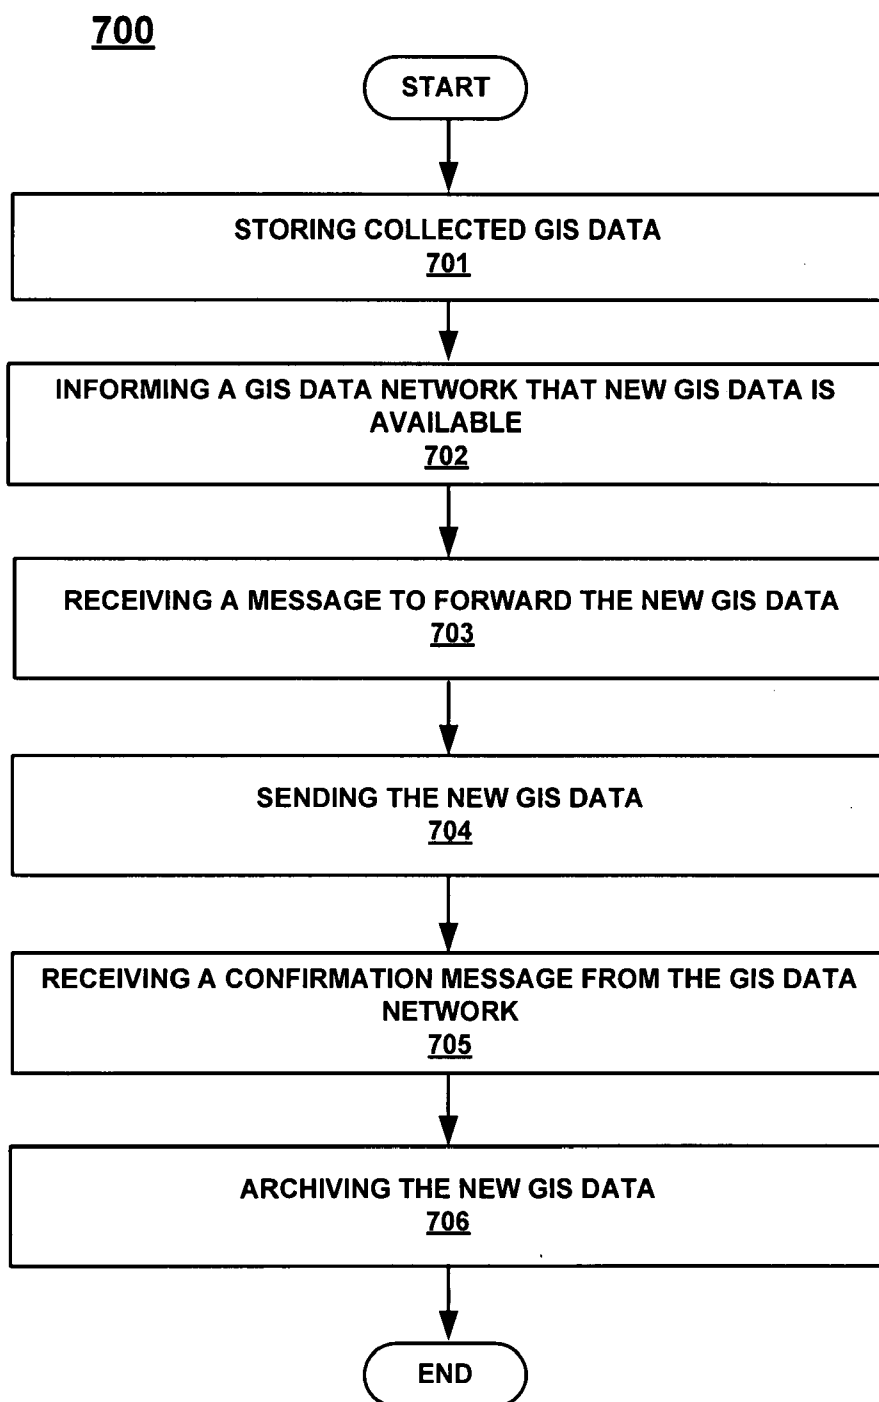 700
START
STORING COLLECTED GIS DATA
701
INFORMING A GIS DATA NETWORK THAT NEW GIS DATA IS
AVAILABLE
702
RECEIVING A MESSAGE TO FORWARD THE NEW GIS DATA
703
SENDING THE NEW GIS DATA
704
RECEIVING A CONFIRMATION MESSAGE FROM THE GIS DATA
NETWORK
705
ARCHIVING THE NEW GIS DATA
706
END